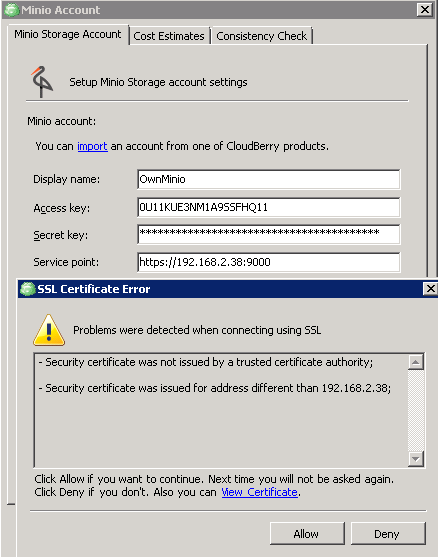 Minio Account
Minio Storage Account Cost Estimates Consistency Check
Setup Minio Storage account settings
Minio account:
You can import an account from one of CloudBerry products.
Display name: OwnMinio
Access key: 0U11KUE3NM1A9SSFHQ11
Secret key: ****************************************
Service point: https://192.168.2.38:9000
SSL Certificate Error
Problems were detected when connecting using SSL
- Security certificate was not issued by a trusted certificate authority;
- Security certificate was issued for address different than 192.168.2.38;
Click Allow if you want to continue. Next time you will not be asked again.
Click Deny if you don't. Also you can View Certificate.
Allow Deny